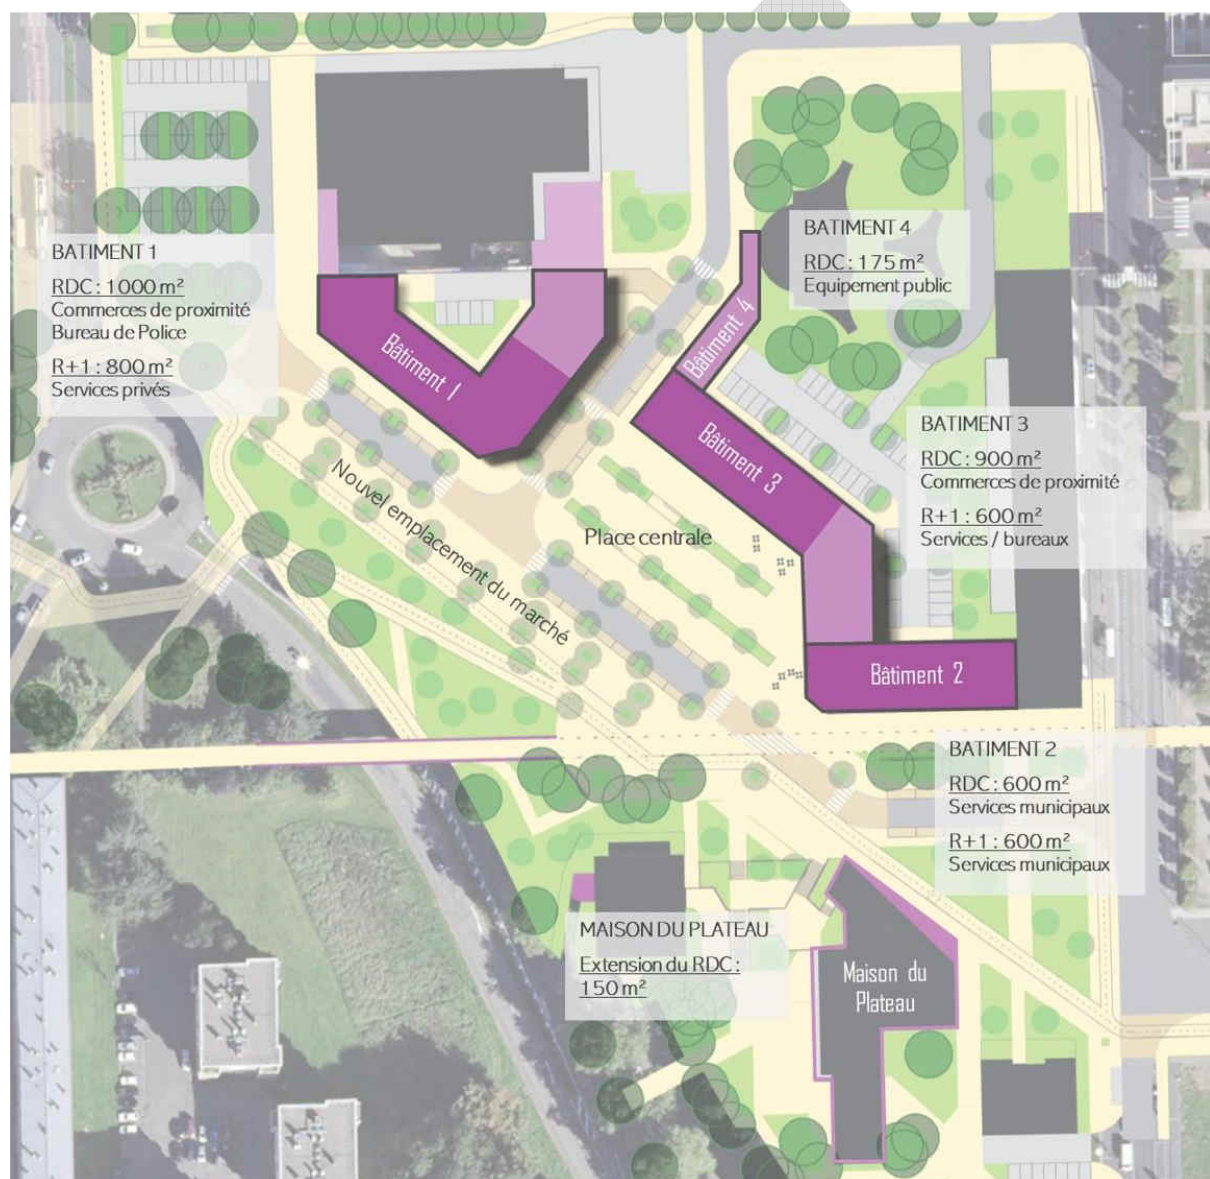 BATIMENT 1
RDC : 1000 m²
Commerces de proximité
Bureau de Police
R+1 : 800 m²
Services privés
BATIMENT 4
RDC : 175 m²
Equipement public
Bâtiment 4
Bâtiment 1
Bâtiment 3
BATIMENT 3
RDC : 900 m²
Commerces de proximité
R+1 : 600 m²
Services / bureaux
Nouvel emplacement du marché
Place centrale
Bâtiment 2
BATIMENT 2
RDC : 600 m²
Services municipaux
R+1 : 600 m²
Services municipaux
MAISON DU PLATEAU
Extension du RDC :
150 m²
Maison du
Plateau